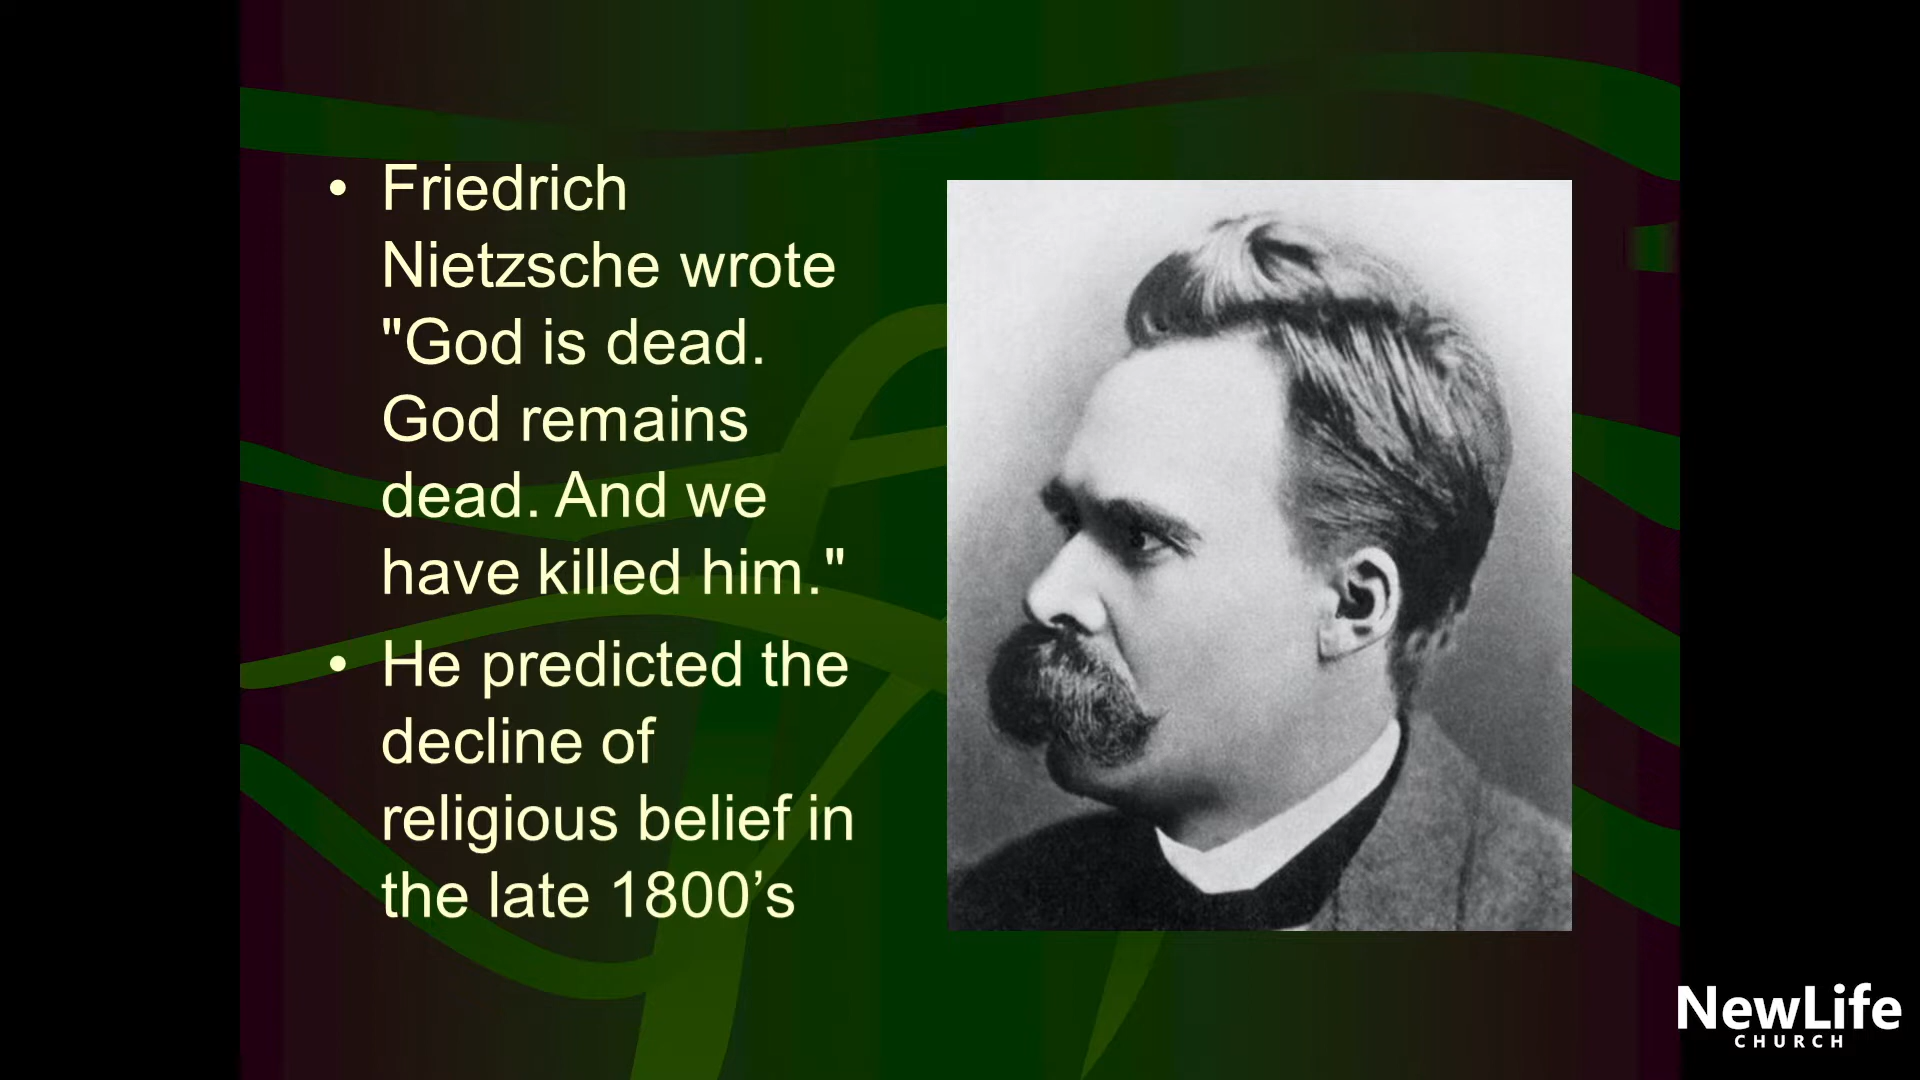 • Friedrich
Nietzsche wrote
"God is dead.
God remains
dead. And we
have killed him."
• He predicted the
decline of
religious belief in
the late 1800’s
NewLife
CHURCH